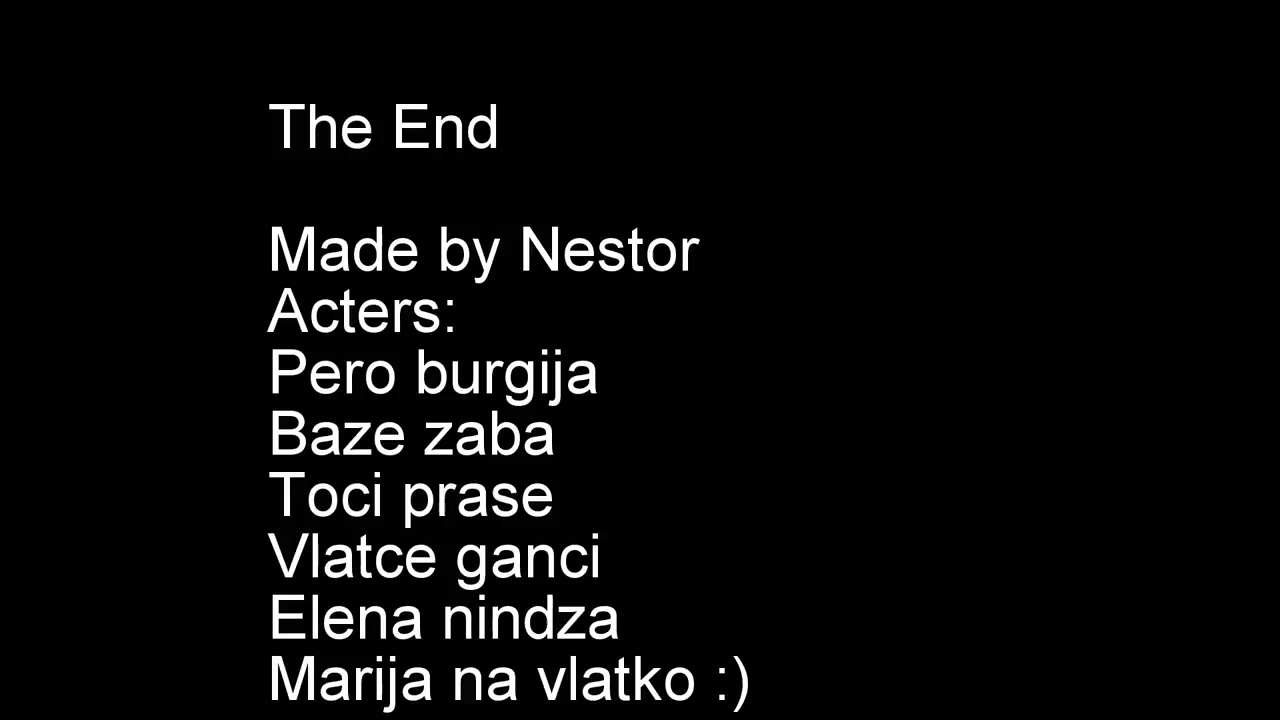 The End
Made by Nestor
Acters:
Pero burgija
Baze zaba
Toci prase
Vlatce ganci
Elena nindza
Marija na vlatko :)